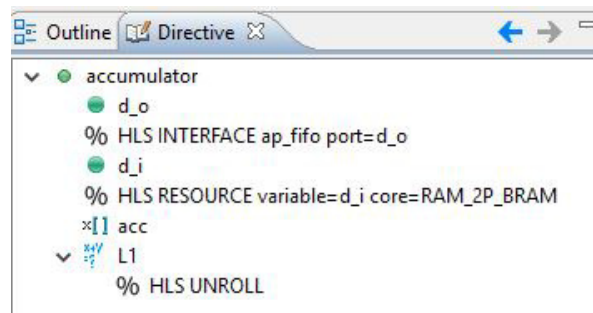 Outline Directive
accumulator
d_o
% HLS INTERFACE ap_fifo port=d_o
d_i
% HLS RESOURCE variable=d_i core=RAM_2P_BRAM
×[] acc
L1
% HLS UNROLL